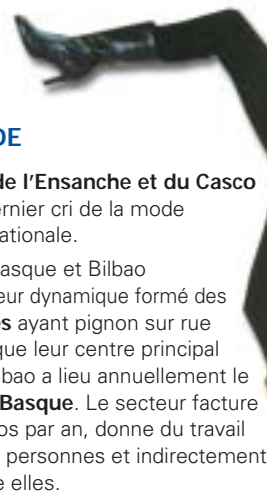 DE
de l'Ensanche et du Casco
ernier cri de la mode
ationale.
asque et Bilbao
eur dynamique formé des
s ayant pignon sur rue
que leur centre principal
lbao a lieu annuellement le
Basque. Le secteur facture
os par an, donne du travail
personnes et indirectement
e elles.